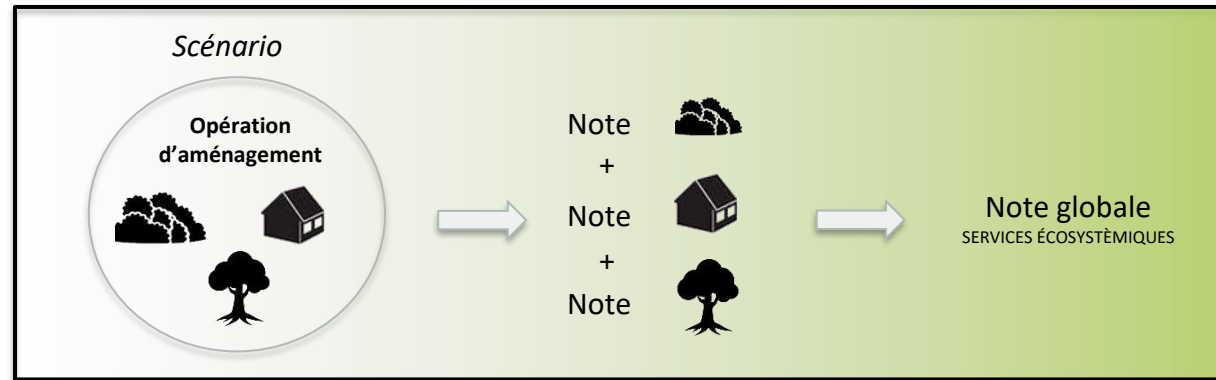 Scénario
Opération
d’aménagement
Note
+
Note
+
Note
Note globale
SERVICES ÉCOSYSTÈMIQUES